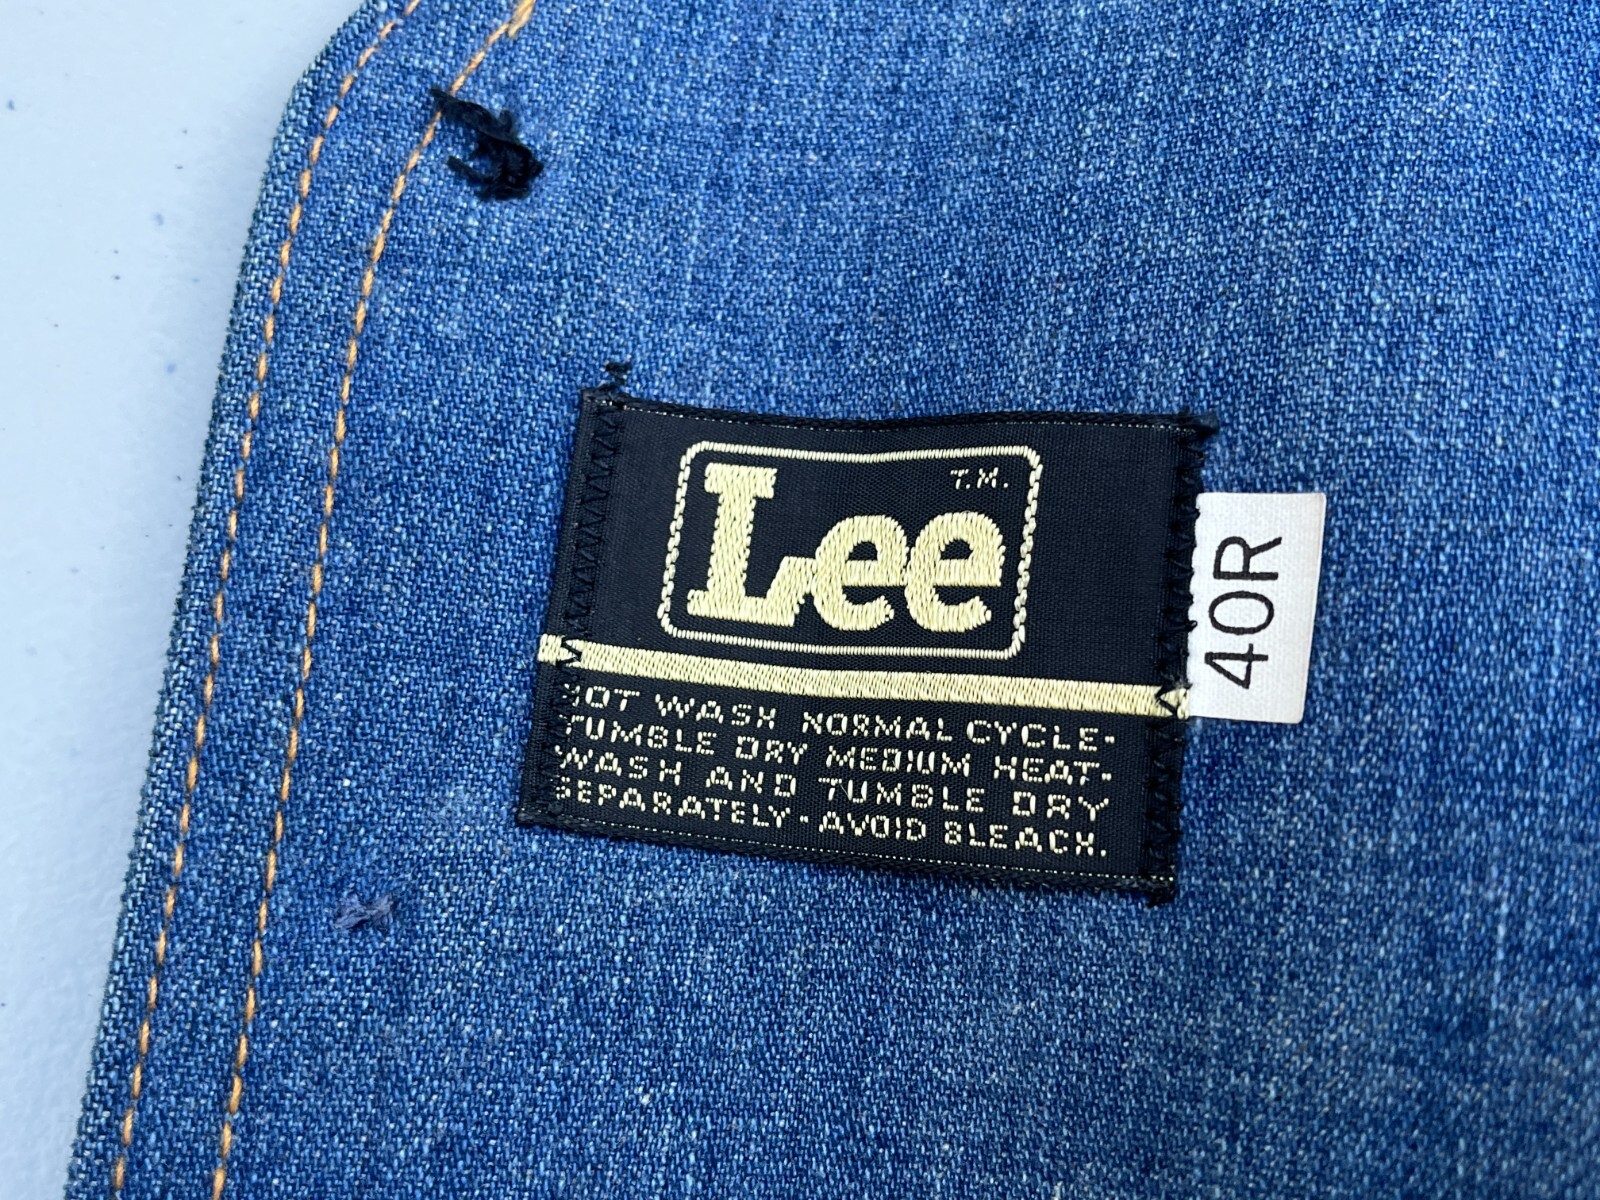 Lee T.M.
HOT WASH NORMAL CYCLE-
TUMBLE DRY MEDIUM HEAT.
WASH AND TUMBLE DRY
SEPARATELY-AVOID BLEACH.
40R